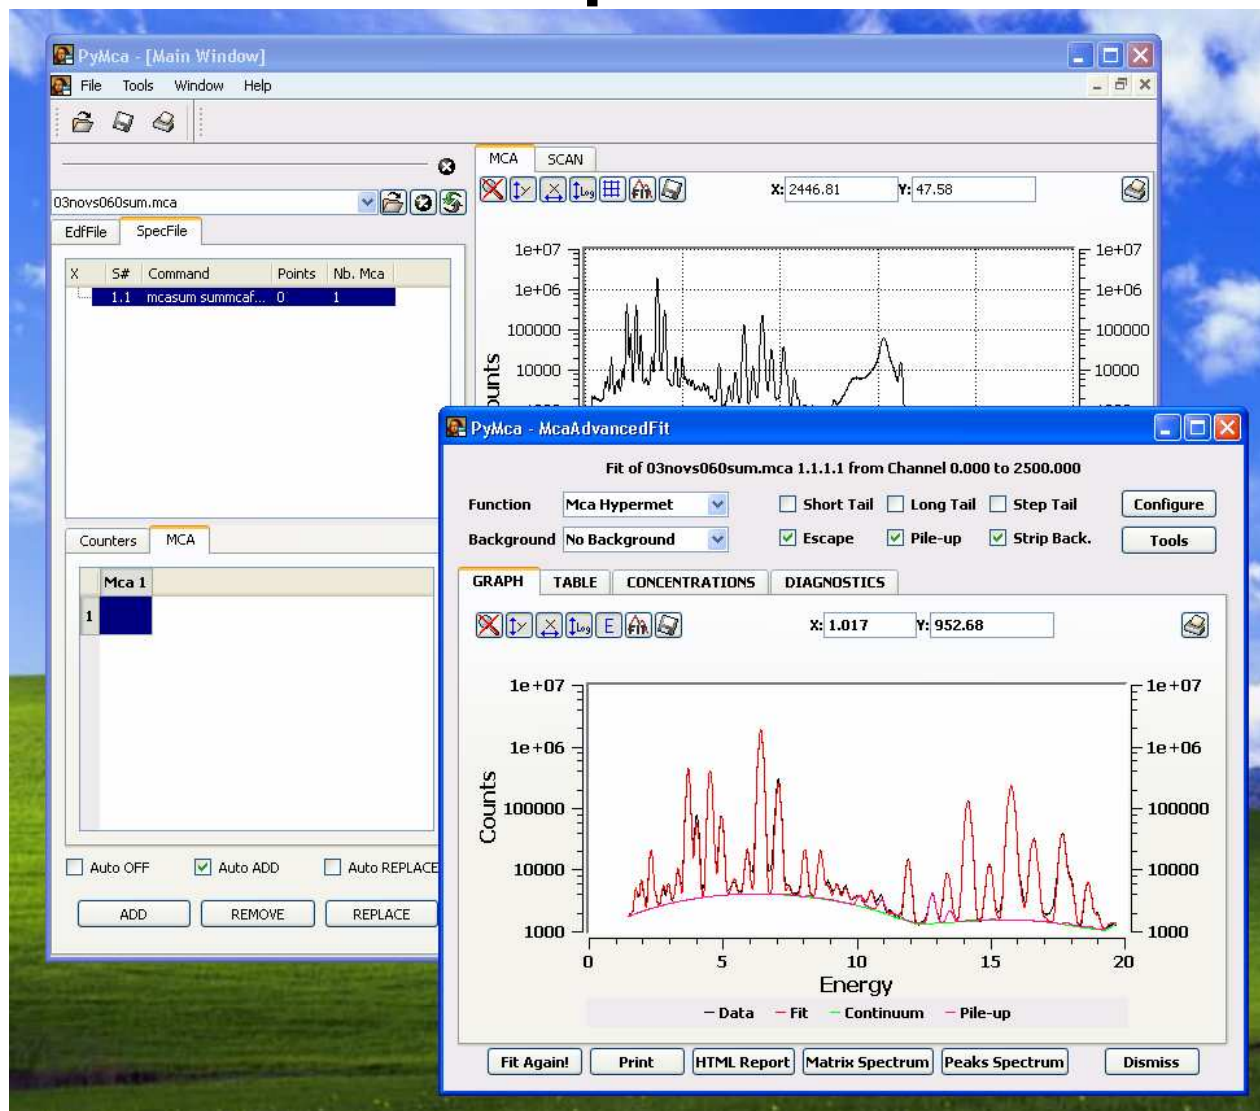 PyMca - [Main Window]
File Tools Window Help
MCA SCAN
03novs060sum.mca
X: 2446.81 Y: 47.58
EdfFile SpecFile
X S# Command Points Nb. Mca
1.1 mcasum summcaf... 0 1
1e+07 1e+07
1e+06 1e+06
100000 100000
10000 10000
Counters MCA
Mca 1
1
Auto OFF Auto ADD Auto REPLACE
ADD REMOVE REPLACE
PyMca - McaAdvancedFit
Fit of 03novs060sum.mca 1.1.1.1 from Channel 0.000 to 2500.000
Function Mca Hypermet Short Tail Long Tail Step Tail Configure
Background No Background Escape Pile-up Strip Back. Tools
GRAPH TABLE CONCENTRATIONS DIAGNOSTICS
X: 1.017 Y: 952.68
1e+07 1e+07
1e+06 1e+06
Counts
100000 100000
10000 10000
1000 1000
0 5 10 15 20
Energy
Data Fit Continuum Pile-up
Fit Again! Print HTML Report Matrix Spectrum Peaks Spectrum Dismiss